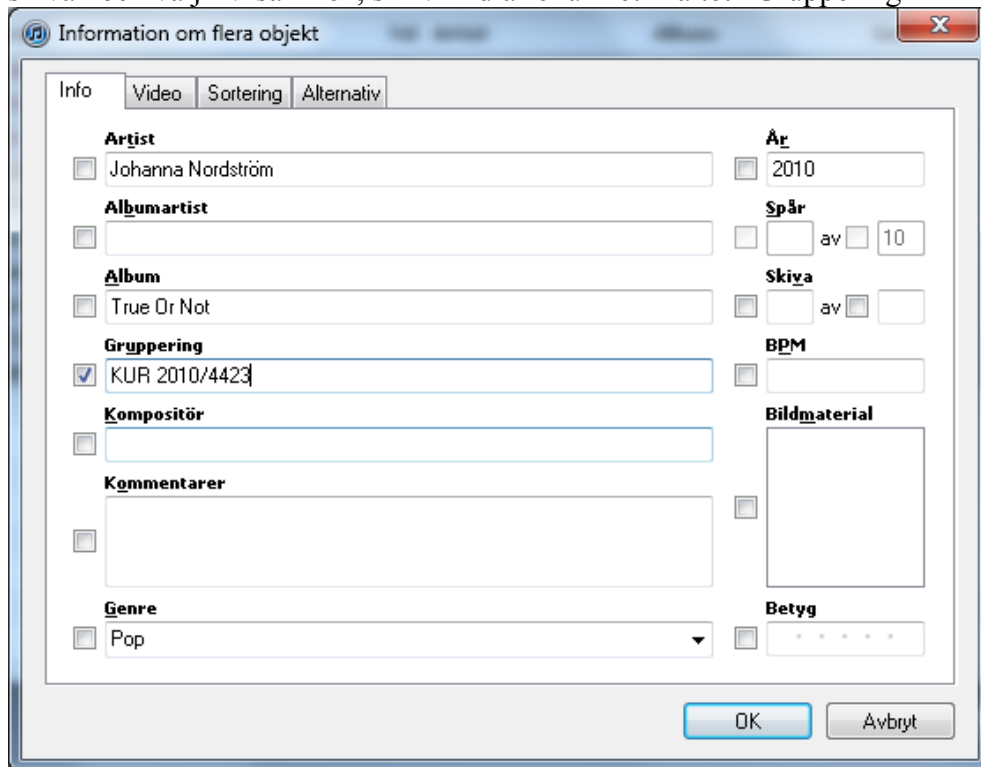 Information om flera objekt
Info Video Sortering Alternativ
Artist År
Johanna Nordström 2010
Albumartist Spår
av 10
Album Skiva
True Or Not av
Gruppering BPM
KUR 2010/4423
Kompositör Bildmaterial
Kommentarer
Genre Betyg
Pop
OK Avbryt